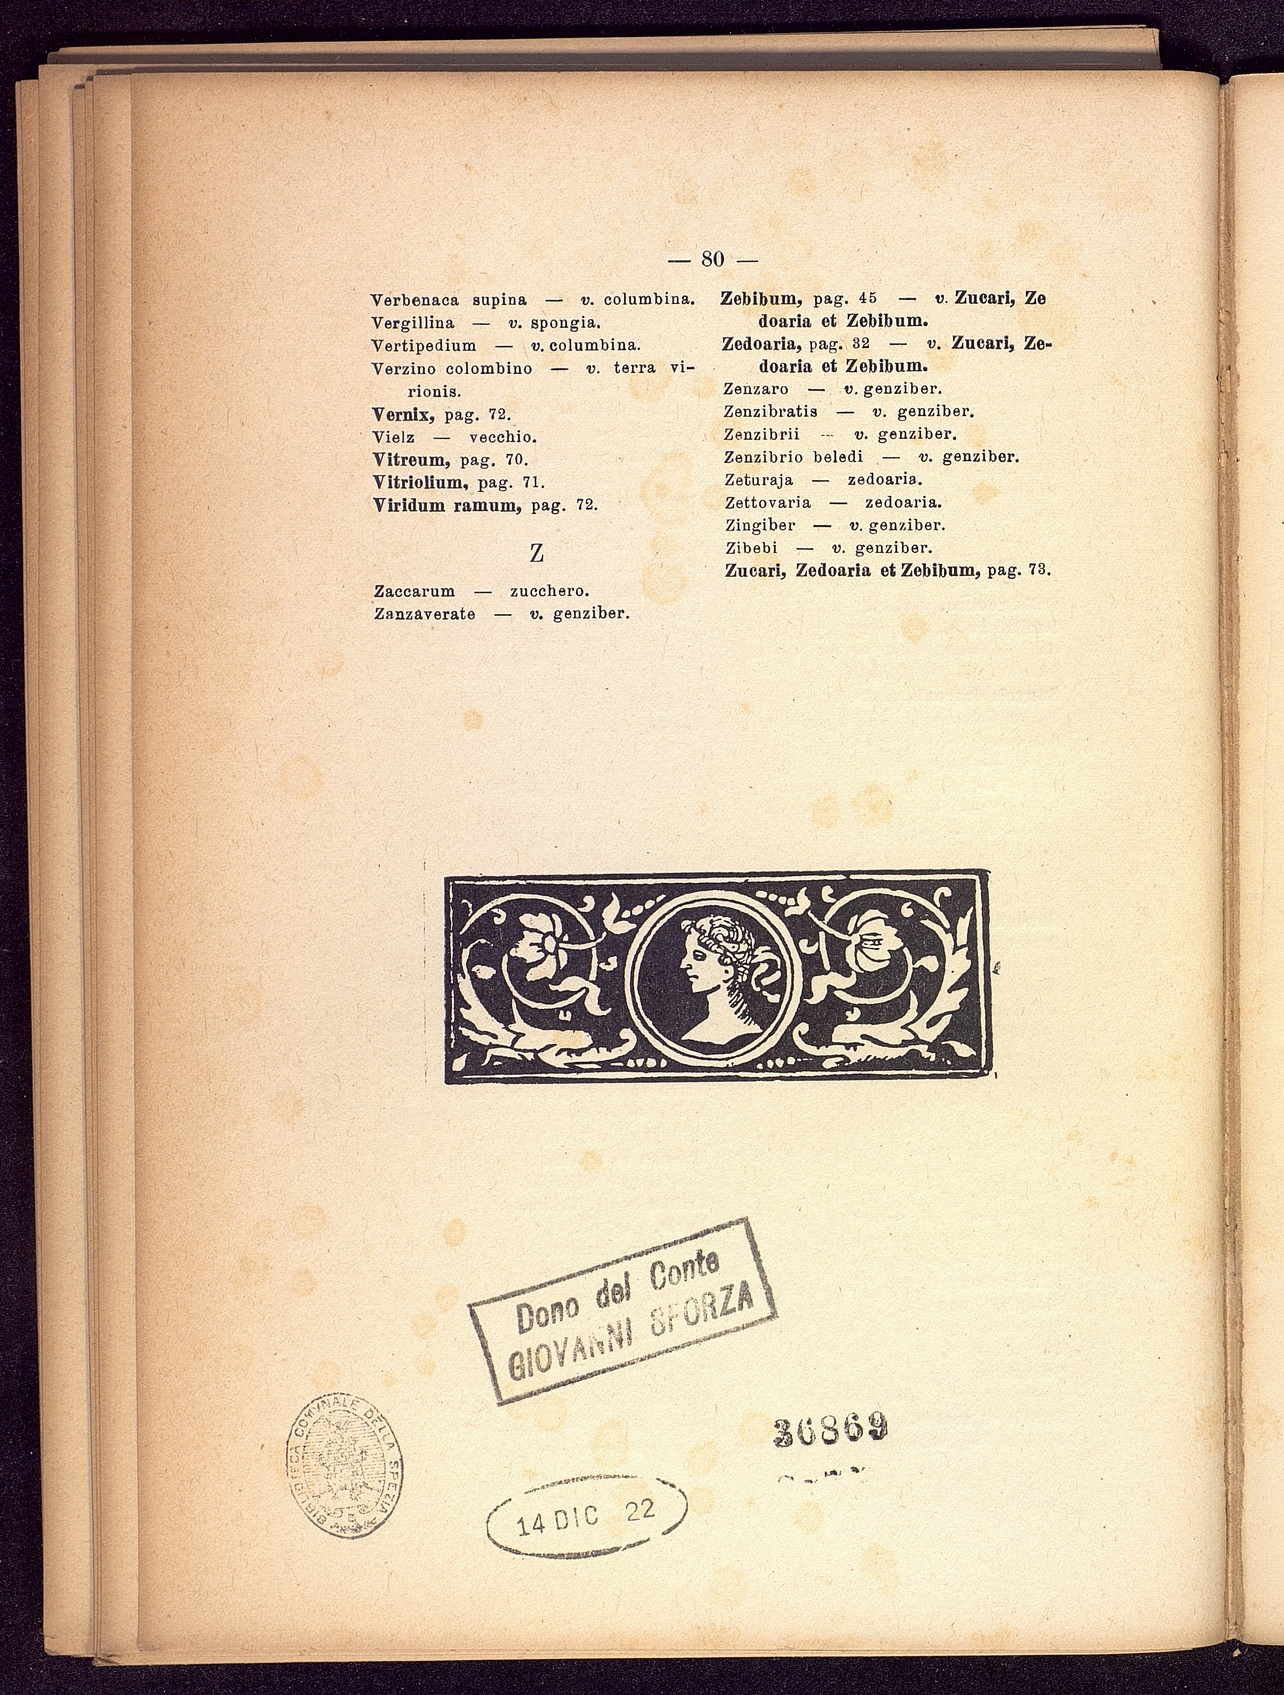 — 80 —
Verbenaca supina — v. columbina.
Vergillina — v. spongia.
Vertipedium — v. columbina.
Verzino colombino — v. terra vi-
rionis.
Vernix, pag. 72.
Vielz — vecchio.
Vitreum, pag. 70.
Vitriolium, pag. 71.
Viridum ramum, pag. 72.
Z
Zaccarum — zucchero.
Zanzaverate — v. genziber.
Zebibum, pag. 45 — v. Zucari, Ze
doaria et Zebibum.
Zedoaria, pag. 32 — v. Zucari, Ze-
doaria et Zebibum.
Zenzaro — v. genziber.
Zenzibratis — v. genziber.
Zenzibrii — v. genziber.
Zenzibrio beledi — v. genziber.
Zeturaja — zedoaria.
Zettovaria — zedoaria.
Zingiber — v. genziber.
Zibebi — v. genziber.
Zucari, Zedoaria et Zebibum, pag. 73.
Dono del Conte
GIOVANNI SFORZA
BIBLIOTECA COMUNALE DELLA SPEZIA
36869
14 DIC 22